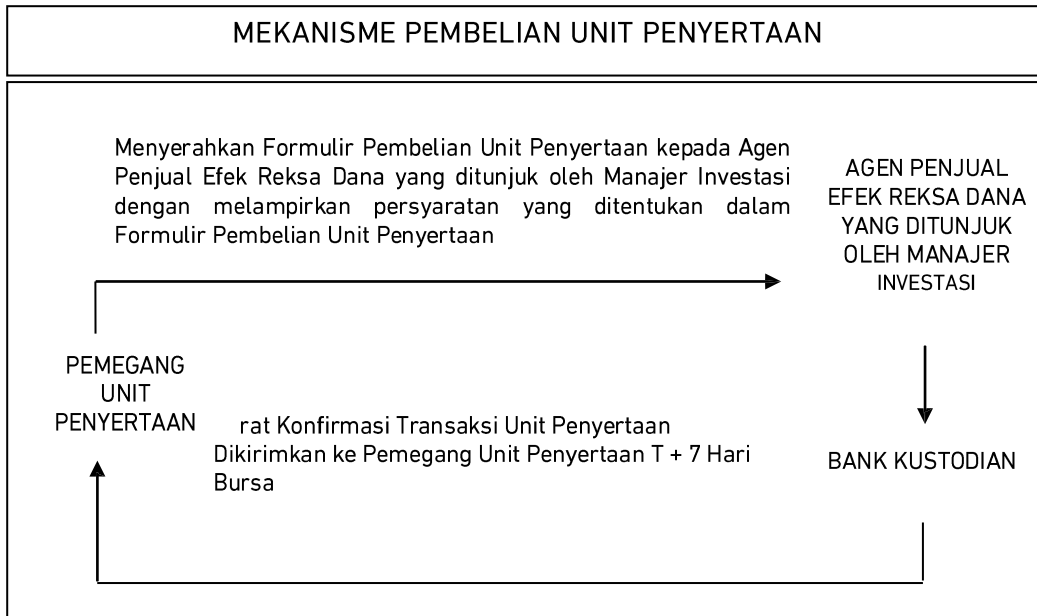 MEKANISME PEMBELIAN UNIT PENYERTAAN
Menyerahkan Formulir Pembelian Unit Penyertaan kepada Agen
Penjual Efek Reksa Dana yang ditunjuk oleh Manajer Investasi
dengan melampirkan persyaratan yang ditentukan dalam
Formulir Pembelian Unit Penyertaan
AGEN PENJUAL
EFEK REKSA DANA
YANG DITUNJUK
OLEH MANAJER
INVESTASI
PEMEGANG
UNIT
PENYERTAAN
rat Konfirmasi Transaksi Unit Penyertaan
Dikirimkan ke Pemegang Unit Penyertaan T + 7 Hari
Bursa
BANK KUSTODIAN